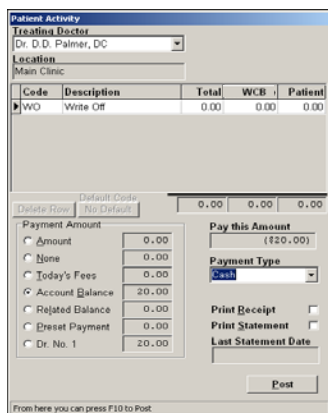 Patient Activity
Treating Doctor
Dr. D.D. Palmer, DC
Location
Main Clinic
Code Description Total WCB Patient
WO Write Off 0.00 0.00 0.00
Default Code
Delete Row No Default 0.00 0.00 0.00
Payment Amount
Amount 0.00
None 0.00
Today's Fees 0.00
Account Balance 20.00
Related Balance 0.00
Preset Payment 0.00
Dr. No. 1 20.00
Pay this Amount
($20.00)
Payment Type
Cash
Print Receipt
Print Statement
Last Statement Date
Post
From here you can press F10 to Post